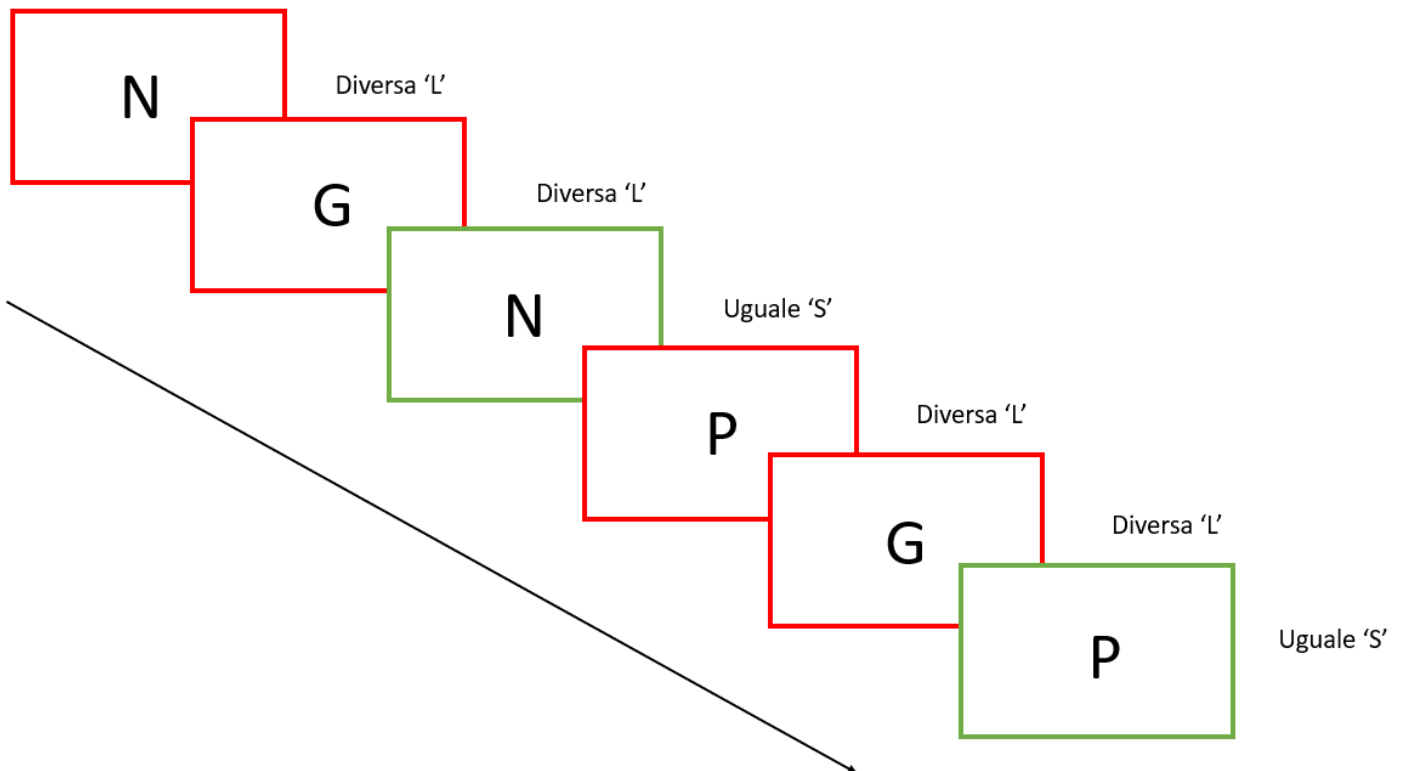 N
Diversa ‘L’
G
Diversa ‘L’
N
Uguale ‘S’
P
Diversa ‘L’
G
Diversa ‘L’
P
Uguale ‘S’